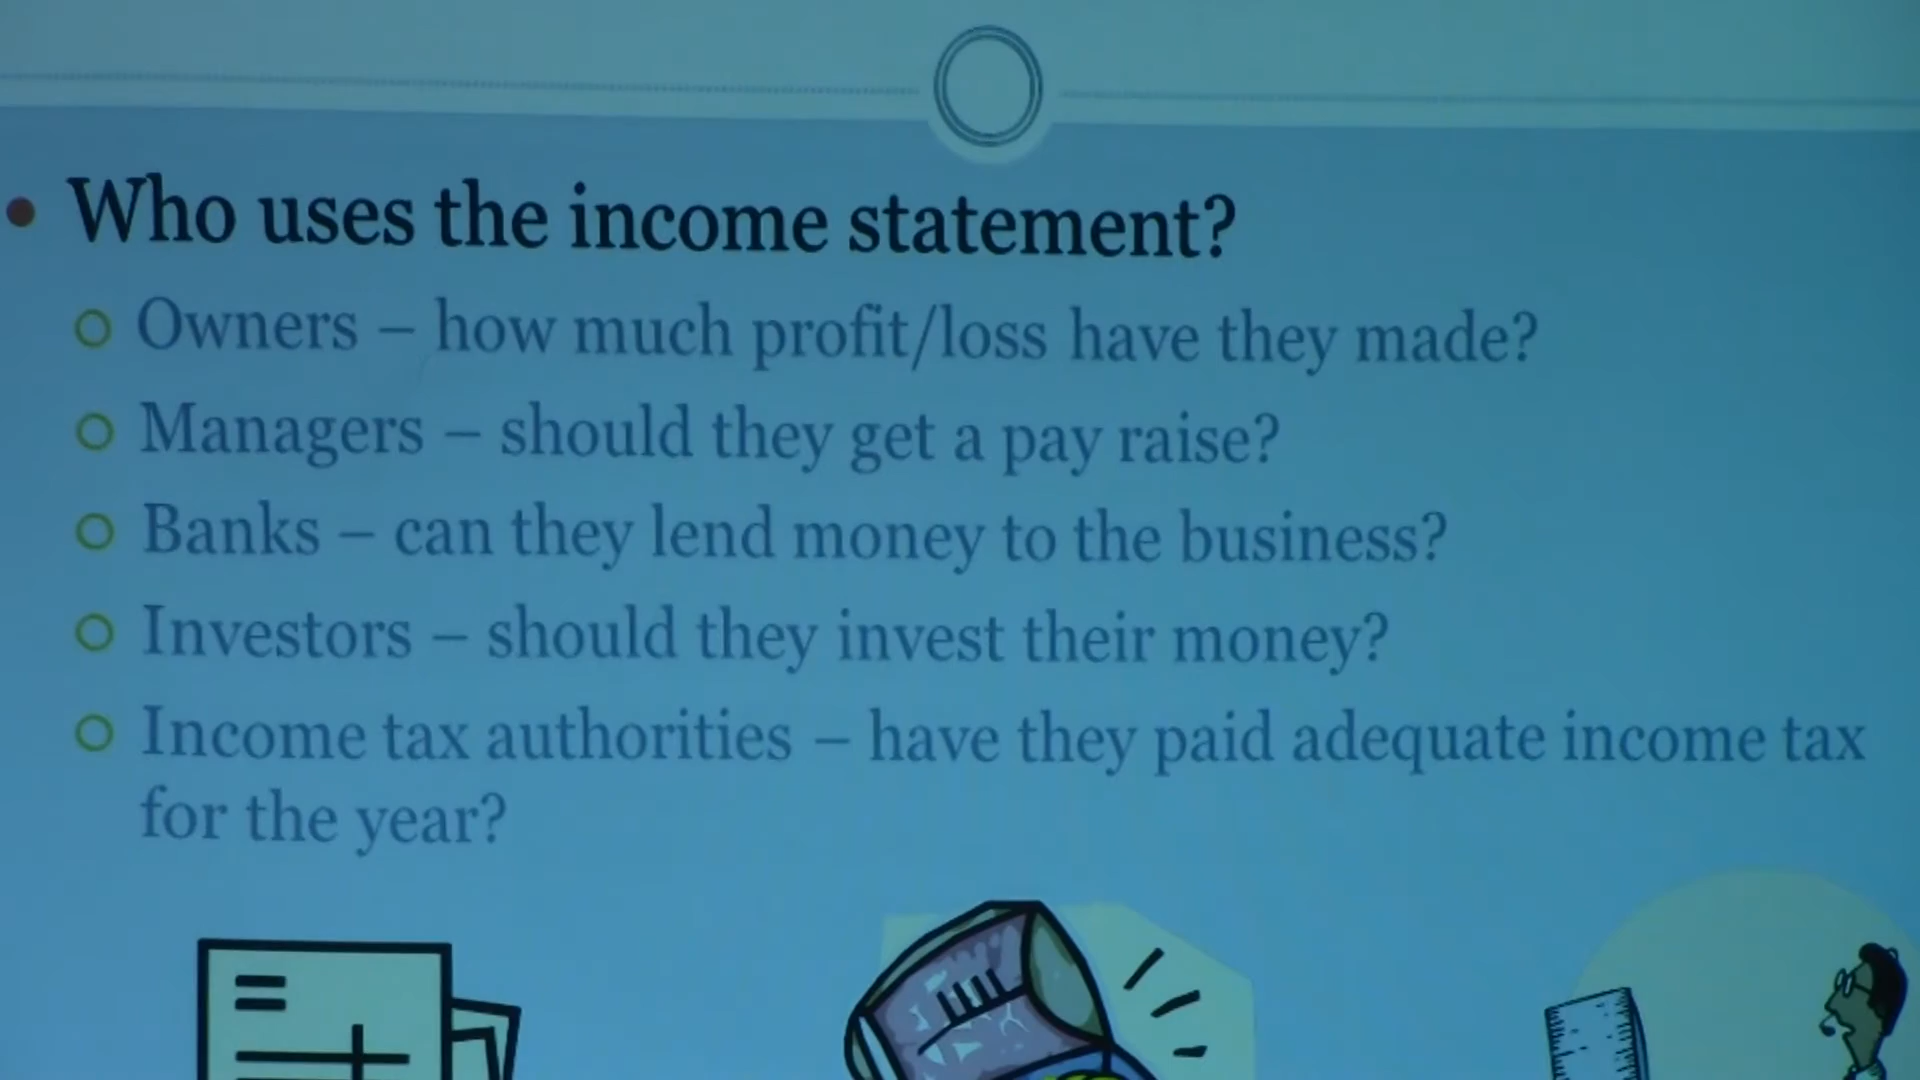 • Who uses the income statement?
○ Owners – how much profit/loss have they made?
○ Managers – should they get a pay raise?
○ Banks – can they lend money to the business?
○ Investors – should they invest their money?
○ Income tax authorities – have they paid adequate income tax
for the year?